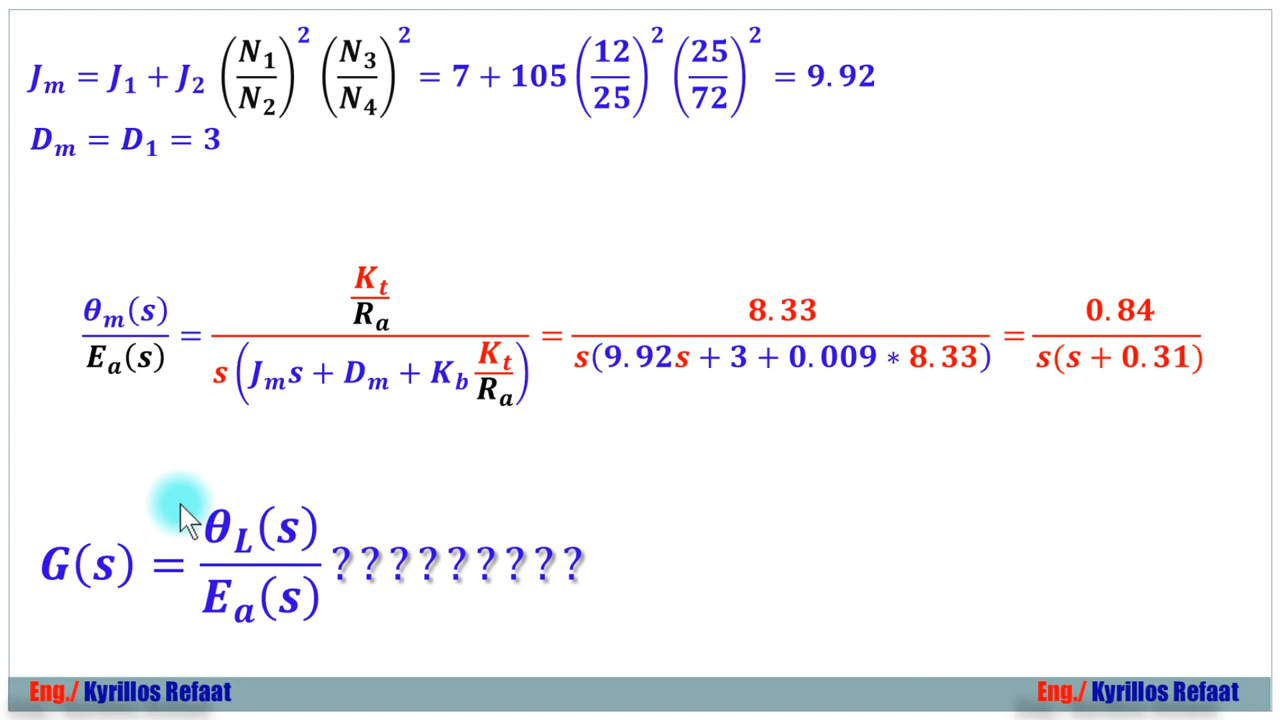 J_m = J_1 + J_2 (N_1/N_2)^2 (N_3/N_4)^2 = 7 + 105 (12/25)^2 (25/72)^2 = 9.92
D_m = D_1 = 3
θ_m(s)/E_a(s) = (K_t/R_a)/(s(J_m s + D_m + K_b K_t/R_a)) = 8.33/(s(9.92s + 3 + 0.009 * 8.33)) = 0.84/(s(s + 0.31))
G(s) = θ_L(s)/E_a(s) ?????????
Eng./ Kyrillos Refaat
Eng./ Kyrillos Refaat